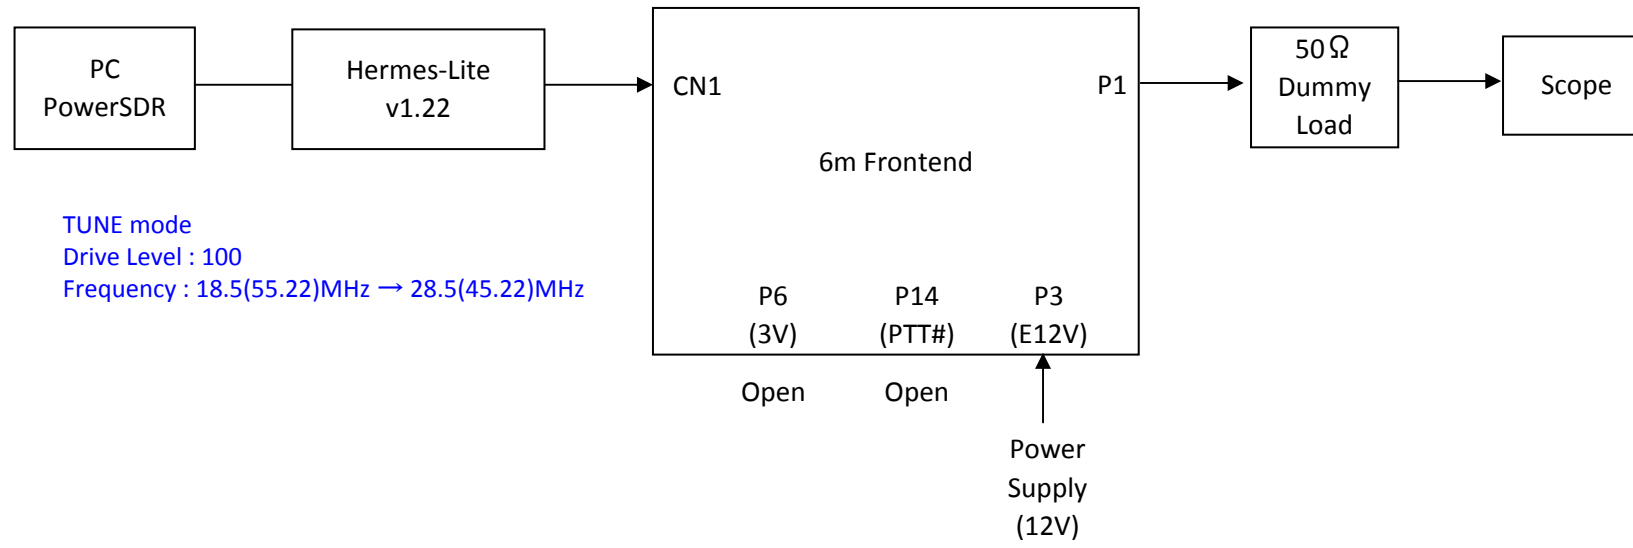 PC
PowerSDR
Hermes-Lite
v1.22
CN1
P1
6m Frontend
50Ω
Dummy
Load
Scope
TUNE mode
Drive Level : 100
Frequency : 18.5(55.22)MHz → 28.5(45.22)MHz
P6
(3V)
P14
(PTT#)
P3
(E12V)
Open
Open
Power
Supply
(12V)